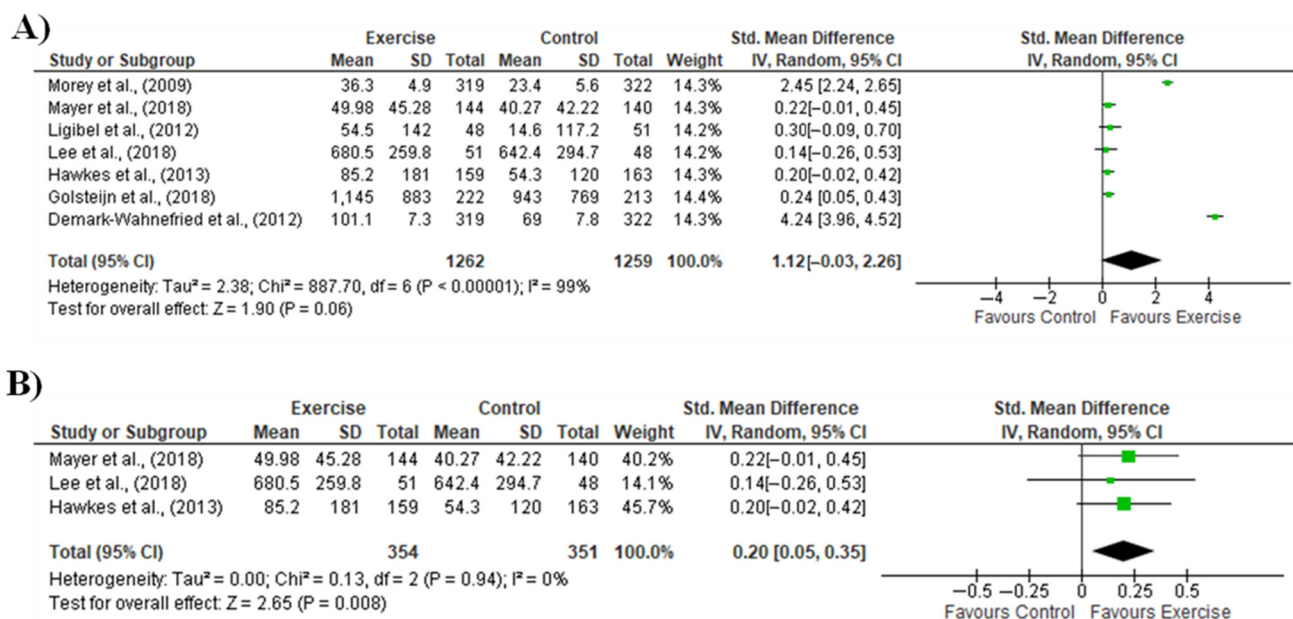 A)
Exercise Control Std. Mean Difference Std. Mean Difference
Study or Subgroup Mean SD Total Mean SD Total Weight IV, Random, 95% CI IV, Random, 95% CI
Morey et al., (2009) 36.3 4.9 319 23.4 5.6 322 14.3% 2.45 [2.24, 2.65]
Mayer et al., (2018) 49.98 45.28 144 40.27 42.22 140 14.3% 0.22[−0.01, 0.45]
Ligibel et al., (2012) 54.5 142 48 14.6 117.2 51 14.2% 0.30[−0.09, 0.70]
Lee et al., (2018) 680.5 259.8 51 642.4 294.7 48 14.2% 0.14[−0.26, 0.53]
Hawkes et al., (2013) 85.2 181 159 54.3 120 163 14.3% 0.20[−0.02, 0.42]
Golsteijn et al., (2018) 1,145 883 222 943 769 213 14.3% 0.24 [0.05, 0.43]
Demark-Wahnefried et al., (2012) 101.1 7.3 319 69 7.8 322 14.3% 4.24 [3.96, 4.52]
Total (95% CI) 1262 1259 100.0% 1.12[−0.03, 2.26]
Heterogeneity: Tau² = 2.38; Chi² = 887.70, df = 6 (P < 0.00001); I² = 99%
Test for overall effect: Z = 1.90 (P = 0.06)
−4 −2 0 2 4
Favours Control Favours Exercise
B)
Exercise Control Std. Mean Difference Std. Mean Difference
Study or Subgroup Mean SD Total Mean SD Total Weight IV, Random, 95% CI IV, Random, 95% CI
Mayer et al., (2018) 49.98 45.28 144 40.27 42.22 140 40.2% 0.22[−0.01, 0.45]
Lee et al., (2018) 680.5 259.8 51 642.4 294.7 48 14.1% 0.14[−0.26, 0.53]
Hawkes et al., (2013) 85.2 181 159 54.3 120 163 45.7% 0.20[−0.02, 0.42]
Total (95% CI) 354 351 100.0% 0.20 [0.05, 0.35]
Heterogeneity: Tau² = 0.00; Chi² = 0.13, df = 2 (P = 0.94); I² = 0%
Test for overall effect: Z = 2.65 (P = 0.008)
−0.5 −0.25 0 0.25 0.5
Favours Control Favours Exercise